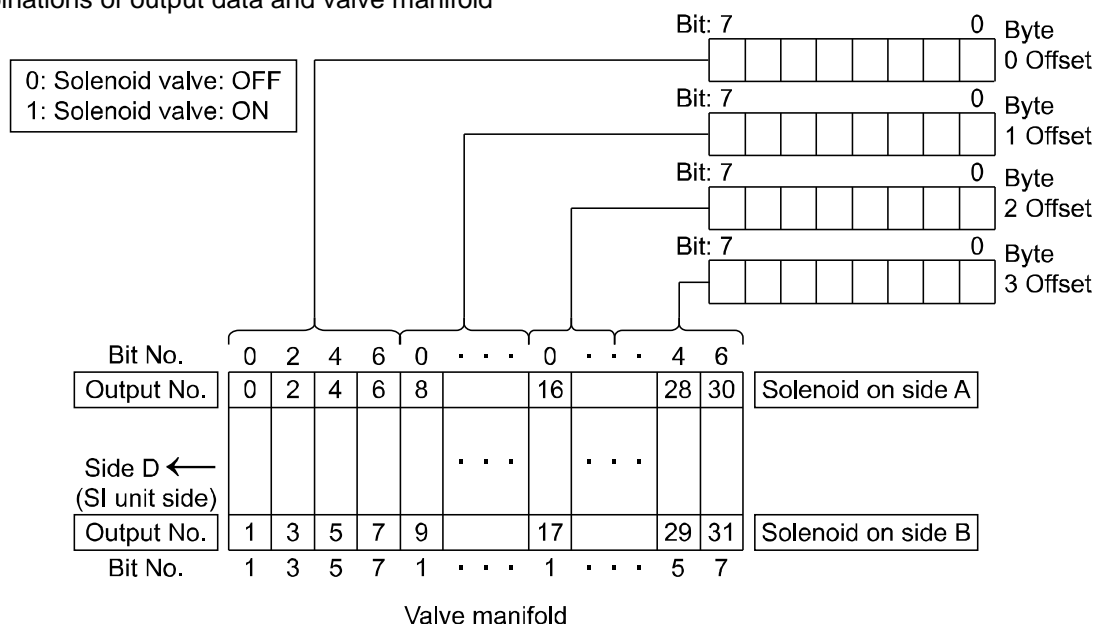 inations of output data and valve manifold
0: Solenoid valve: OFF
1: Solenoid valve: ON
Bit: 7 0 Byte
0 Offset
Bit: 7 0 Byte
1 Offset
Bit: 7 0 Byte
2 Offset
Bit: 7 0 Byte
3 Offset
Bit No. 0 2 4 6 0 · · · 0 · · · 4 6
Output No. 0 2 4 6 8 16 28 30 Solenoid on side A
· · · · · ·
Side D ←
(SI unit side)
Output No. 1 3 5 7 9 17 29 31 Solenoid on side B
Bit No. 1 3 5 7 1 · · · 1 · · · 5 7
Valve manifold